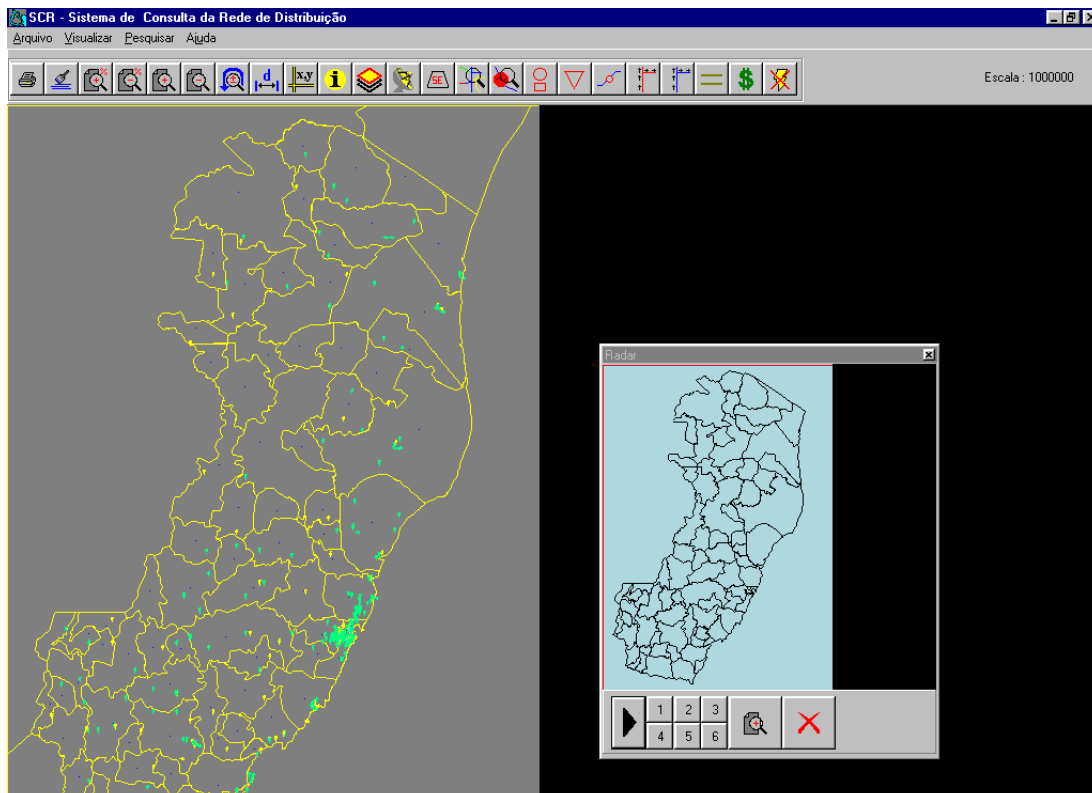 SCR - Sistema de Consulta da Rede de Distribuição
Arquivo Visualizar Pesquisar Ajuda
% % d x,y i SE $
Escala : 1000000
Radar
1 2 3
4 5 6